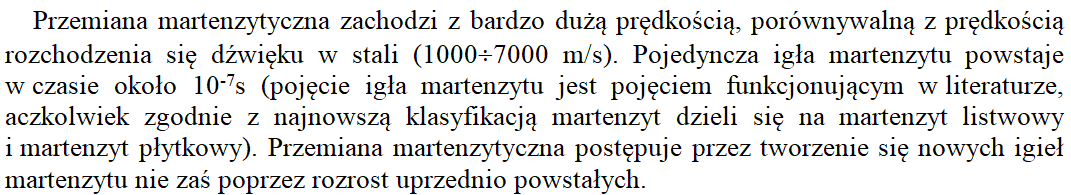 Przemiana martenzytyczna zachodzi z bardzo dużą prędkością, porównywalną z prędkością
rozchodzenia się dźwięku w stali (1000÷7000 m/s). Pojedyncza igła martenzytu powstaje
w czasie około 10⁻⁷s (pojęcie igła martenzytu jest pojęciem funkcjonującym w literaturze,
aczkolwiek zgodnie z najnowszą klasyfikacją martenzyt dzieli się na martenzyt listwowy
i martenzyt płytkowy). Przemiana martenzytyczna postępuje przez tworzenie się nowych igieł
martenzytu nie zaś poprzez rozrost uprzednio powstałych.